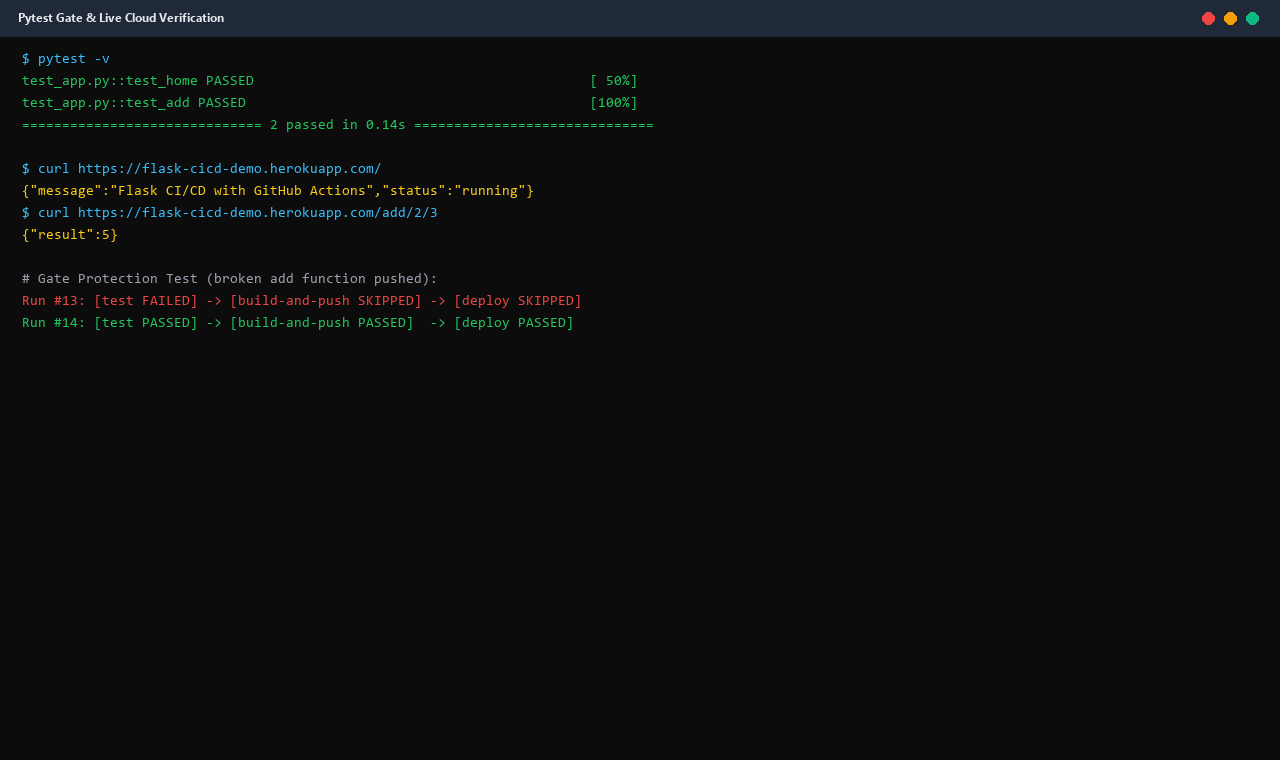 Pytest Gate & Live Cloud Verification
$ pytest -v
test_app.py::test_home PASSED                                          [ 50%]
test_app.py::test_add PASSED                                           [100%]
============================== 2 passed in 0.14s ==============================
$ curl https://flask-cicd-demo.herokuapp.com/
{"message":"Flask CI/CD with GitHub Actions","status":"running"}
$ curl https://flask-cicd-demo.herokuapp.com/add/2/3
{"result":5}
# Gate Protection Test (broken add function pushed):
Run #13: [test FAILED] -> [build-and-push SKIPPED] -> [deploy SKIPPED]
Run #14: [test PASSED] -> [build-and-push PASSED]  -> [deploy PASSED]